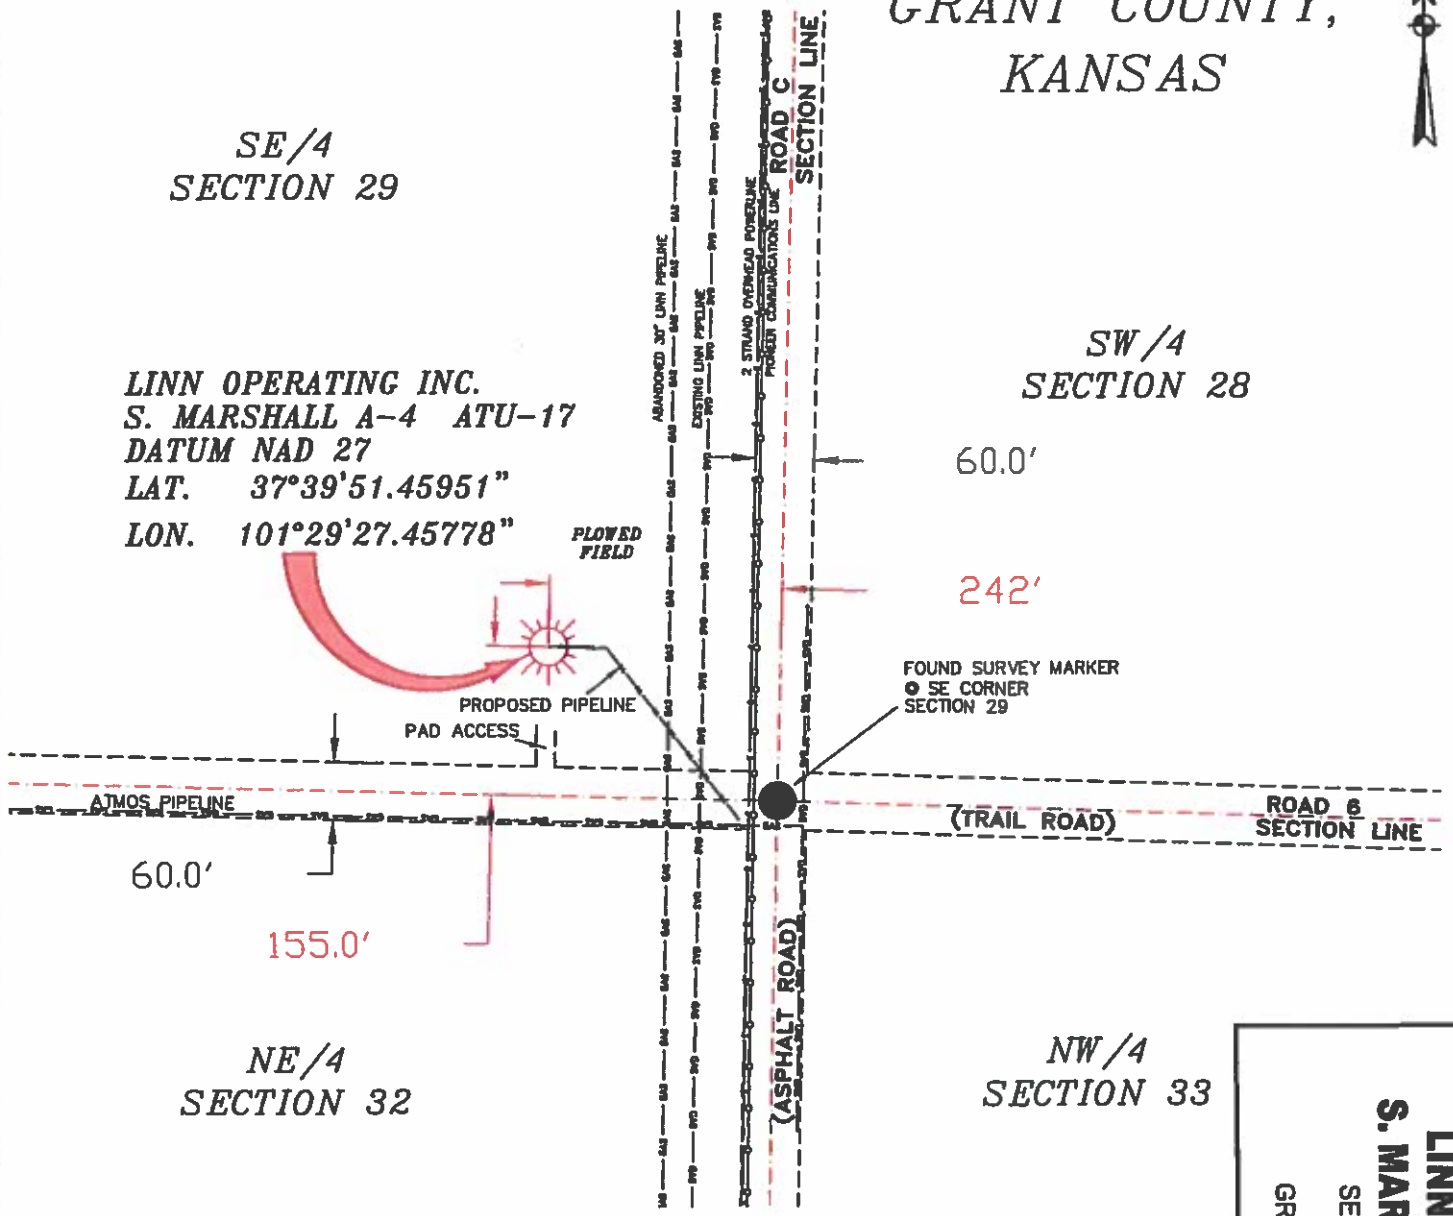 GRANT COUNTY,
KANSAS
SE/4
SECTION 29
ROAD C
SECTION LINE
2 STRAND OVERHEAD POWERLINE
PIONEER COMMUNICATIONS LINE
ABANDONED 30" LINN PIPELINE
EXISTING LINN PIPELINE
SW/4
SECTION 28
LINN OPERATING INC.
S. MARSHALL A-4 ATU-17
DATUM NAD 27
LAT. 37°39'51.45951"
LON. 101°29'27.45778"
PLOWED
FIELD
60.0'
242'
FOUND SURVEY MARKER
@ SE CORNER
SECTION 29
PROPOSED PIPELINE
PAD ACCESS
ATMOS PIPELINE
(TRAIL ROAD)
ROAD 6
SECTION LINE
60.0'
155.0'
(ASPHALT ROAD)
NE/4
SECTION 32
NW/4
SECTION 33
LINN
S. MAR
SE
GR